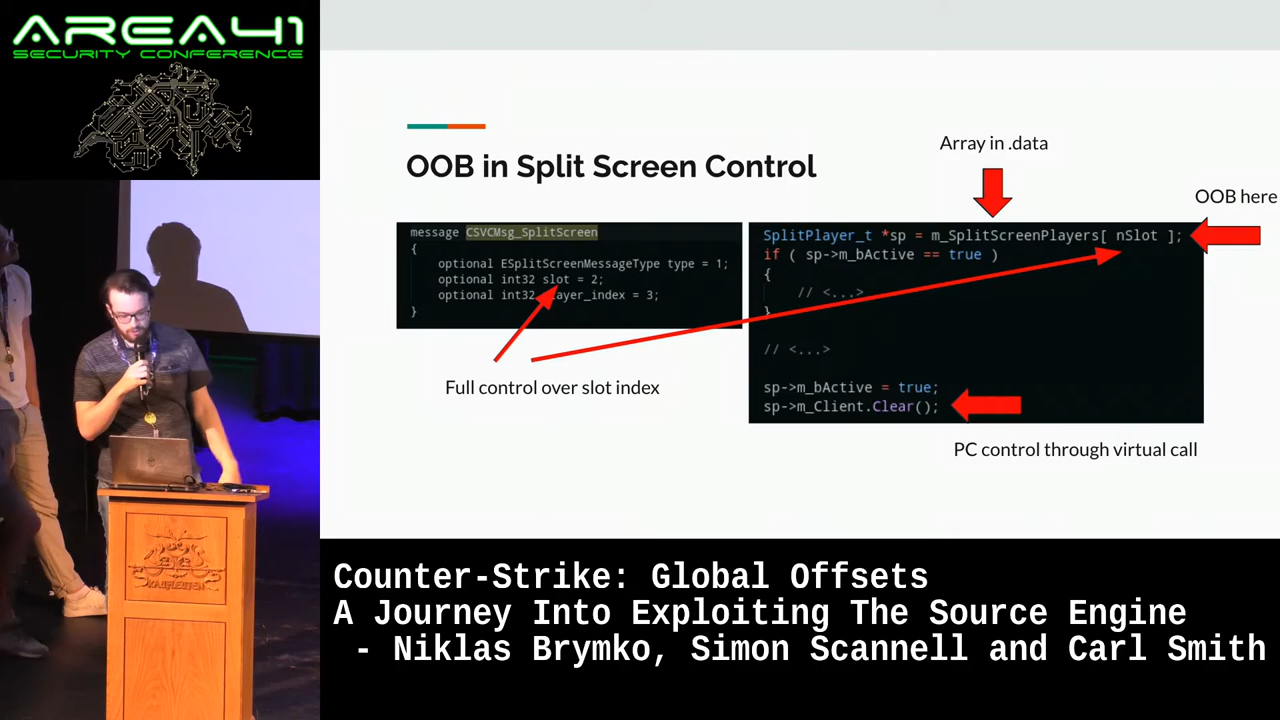 AREA41
SECURITY CONFERENCE
OOB in Split Screen Control
Array in .data
OOB here
message CSVCMsg_SplitScreen
{
optional ESplitScreenMessageType type = 1;
optional int32 slot = 2;
optional int32 layer_index = 3;
}
Full control over slot index
SplitPlayer_t *sp = m_SplitScreenPlayers[ nSlot ];
if ( sp->m_bActive == true )
{
// <...>
}
// <...>
sp->m_bActive = true;
sp->m_Client.Clear();
PC control through virtual call
Counter-Strike: Global Offsets
A Journey Into Exploiting The Source Engine
- Niklas Brymko, Simon Scannell and Carl Smith